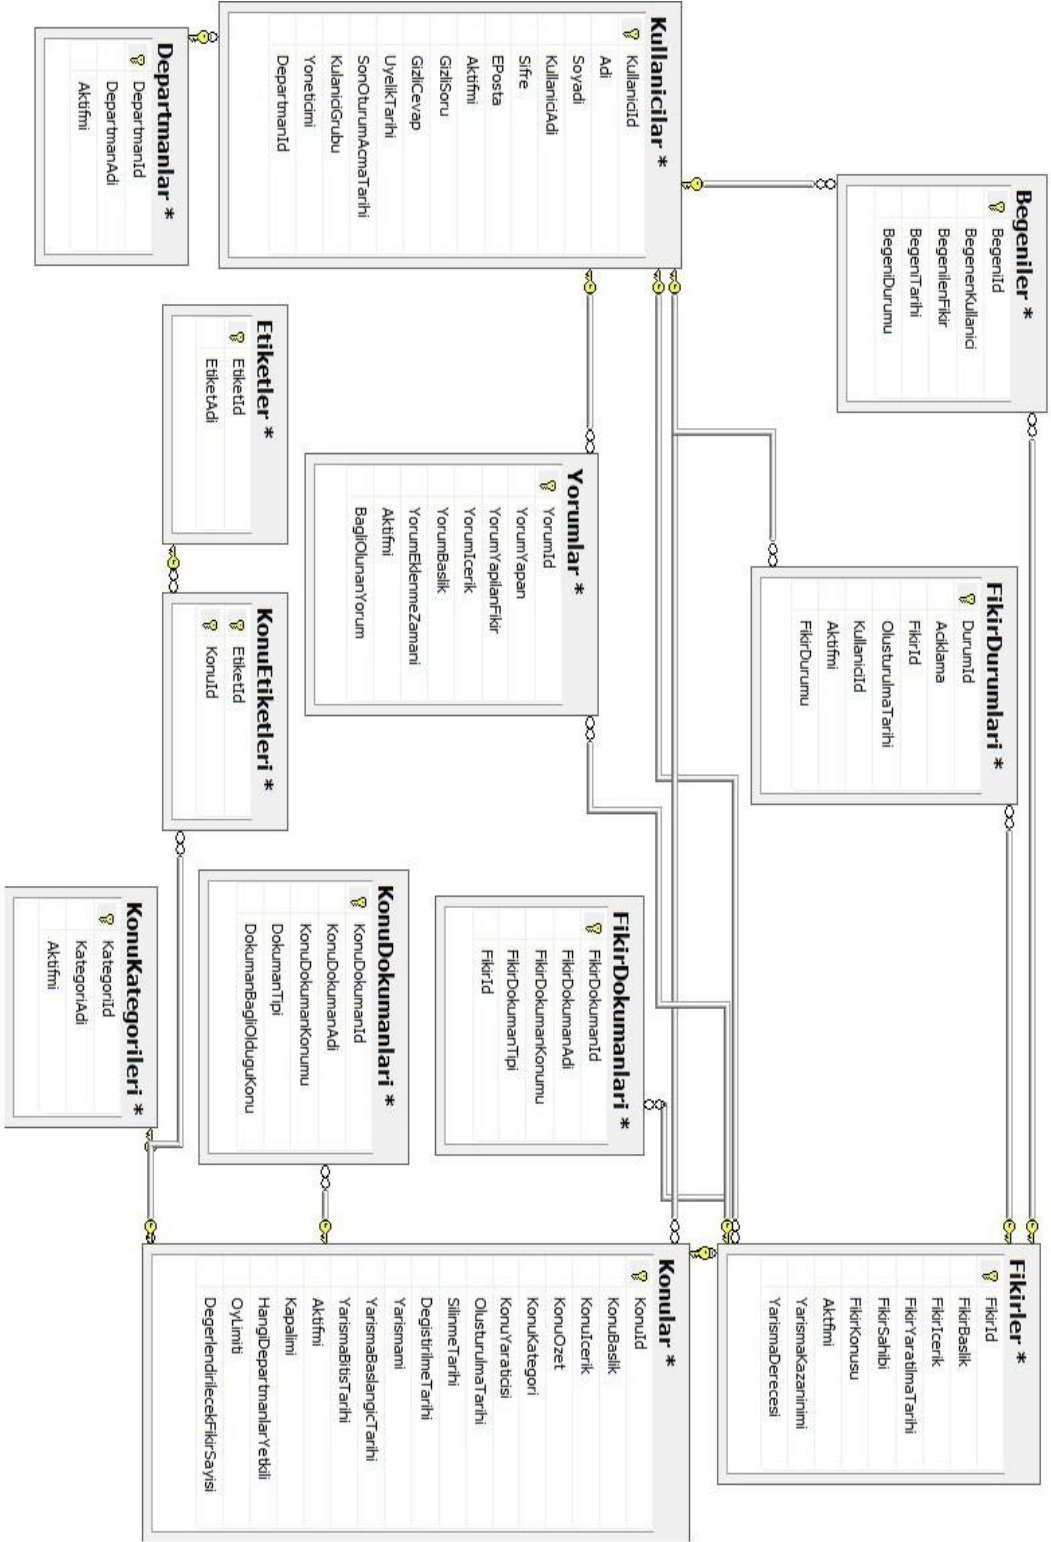 Begeniler *
BegeniId
BegenenKullanici
BegenilenFikir
BegeniTarihi
BegeniDurumu
FikirDurumlari *
DurumId
Aciklama
FikirId
OlusturulmaTarihi
KullaniciId
Aktifmi
FikirDurumu
Fikirler *
FikirId
FikirBaslik
FikirIcerik
FikirYaratilmaTarihi
FikirSahibi
FikirKonusu
Aktfimi
YarismaKazaninimi
YarismaDerecesi
Kullanicilar *
KullaniciId
Adi
Soyadi
KullaniciAdi
Sifre
EPosta
Aktifmi
GizliSoru
GizliCevap
UyelikTarihi
SonOturumAcmaTarihi
KulaniciGrubu
Yoneticimi
DepartmanId
Yorumlar *
YorumId
YorumYapan
YorumYapilanFikir
YorumIcerik
YorumBaslik
YorumEklenmeZamani
Aktifmi
BagliOlunanYorum
FikirDokumanlari *
FikirDokumanId
FikirDokumanAdi
FikirDokumanKonumu
FikirDokumanTipi
FikirId
Konular *
KonuId
KonuBaslik
KonuIcerik
KonuOzet
KonuKategori
KonuYaraticisi
OlusturulmaTarihi
SilinmeTarihi
DegistirilmeTarihi
Yarismami
YarismaBaslangicTarihi
YarismaBitisTarihi
Aktifmi
Kapalimi
HangiDepartmanlarYetkili
OyLimiti
DegerlendirilecekFikirSayisi
KonuDokumanlari *
KonuDokumanId
KonuDokumanAdi
KonuDokumanKonumu
DokumanTipi
DokumanBagliOlduguKonu
Etiketler *
EtiketId
EtiketAdi
KonuEtiketleri *
EtiketId
KonuId
Departmanlar *
DepartmanId
DepartmanAdi
Aktifmi
KonuKategorileri *
KategoriId
KategoriAdi
Aktifmi